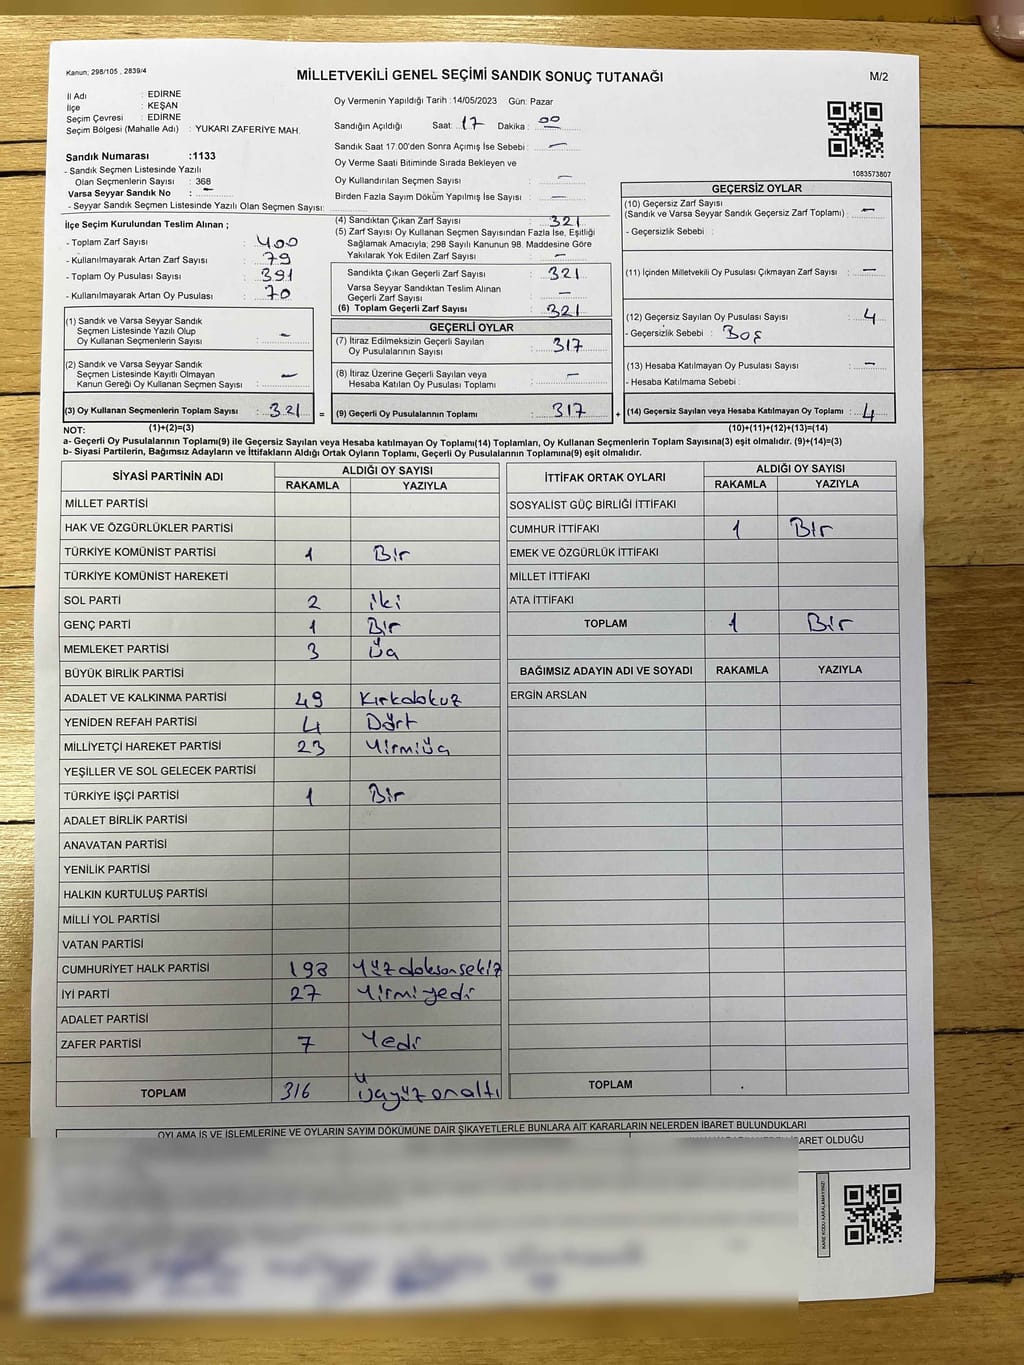 Kanun; 298/105 , 2839/4
MİLLETVEKİLİ GENEL SEÇİMİ SANDIK SONUÇ TUTANAĞI
M/2
İl Adı : EDİRNE
İlçe : KEŞAN
Seçim Çevresi : EDİRNE
Seçim Bölgesi (Mahalle Adı) : YUKARI ZAFERİYE MAH.
Sandık Numarası :1133
- Sandık Seçmen Listesinde Yazılı
Olan Seçmenlerin Sayısı : 368
Varsa Seyyar Sandık No : –
- Seyyar Sandık Seçmen Listesinde Yazılı Olan Seçmen Sayısı:
Oy Vermenin Yapıldığı Tarih :14/05/2023 Gün: Pazar
Sandığın Açıldığı Saat: 17 Dakika : 00
Sandık Saat 17.00'den Sonra Açımış İse Sebebi : –
Oy Verme Saati Bitiminde Sırada Bekleyen ve
Oy Kullandırılan Seçmen Sayısı : –
Birden Fazla Sayım Döküm Yapılmış İse Sayısı : –
1083573807
İlçe Seçim Kurulundan Teslim Alınan ;
- Toplam Zarf Sayısı : 400
- Kullanılmayarak Artan Zarf Sayısı : 79
- Toplam Oy Pusulası Sayısı : 391
- Kullanılmayarak Artan Oy Pusulası : 70
(4) Sandıktan Çıkan Zarf Sayısı : 321
(5) Zarf Sayısı Oy Kullanan Seçmen Sayısından Fazla İse, Eşitliği
Sağlamak Amacıyla; 298 Sayılı Kanunun 98. Maddesine Göre
Yakılarak Yok Edilen Zarf Sayısı : –
Sandıkta Çıkan Geçerli Zarf Sayısı : 321
Varsa Seyyar Sandıktan Teslim Alınan
Geçerli Zarf Sayısı : –
(6) Toplam Geçerli Zarf Sayısı : 321
GEÇERSİZ OYLAR
(10) Geçersiz Zarf Sayısı
(Sandık ve Varsa Seyyar Sandık Geçersiz Zarf Toplamı) : –
- Geçersizlik Sebebi :
(11) İçinden Milletvekili Oy Pusulası Çıkmayan Zarf Sayısı : –
(12) Geçersiz Sayılan Oy Pusulası Sayısı : 4
- Geçersizlik Sebebi : Boş
(13) Hesaba Katılmayan Oy Pusulası Sayısı : –
- Hesaba Katılmama Sebebi :
(14) Geçersiz Sayılan veya Hesaba Katılmayan Oy Toplamı : 4
(10)+(11)+(12)+(13)=(14)
(1) Sandık ve Varsa Seyyar Sandık
Seçmen Listesinde Yazılı Olup
Oy Kullanan Seçmenlerin Sayısı : –
(2) Sandık ve Varsa Seyyar Sandık
Seçmen Listesinde Kayıtlı Olmayan
Kanun Gereği Oy Kullanan Seçmen Sayısı : –
(3) Oy Kullanan Seçmenlerin Toplam Sayısı : 321 =
GEÇERLİ OYLAR
(7) İtiraz Edilmeksizin Geçerli Sayılan
Oy Pusulalarının Sayısı : 317
(8) İtiraz Üzerine Geçerli Sayılan veya
Hesaba Katılan Oy Pusulası Toplamı : –
(9) Geçerli Oy Pusulalarının Toplamı : 317 +
NOT: (1)+(2)=(3)
a- Geçerli Oy Pusulalarının Toplamı(9) ile Geçersiz Sayılan veya Hesaba katılmayan Oy Toplamı(14) Toplamları, Oy Kullanan Seçmenlerin Toplam Sayısına(3) eşit olmalıdır. (9)+(14)=(3)
b- Siyasi Partilerin, Bağımsız Adayların ve İttifakların Aldığı Ortak Oyların Toplamı, Geçerli Oy Pusulalarının Toplamına(9) eşit olmalıdır.
SİYASİ PARTİNİN ADI ALDIĞI OY SAYISI
RAKAMLA YAZIYLA
MİLLET PARTİSİ
HAK VE ÖZGÜRLÜKLER PARTİSİ
TÜRKİYE KOMÜNİST PARTİSİ 1 Bir
TÜRKİYE KOMÜNİST HAREKETİ
SOL PARTİ 2 iki
GENÇ PARTİ 1 Bir
MEMLEKET PARTİSİ 3 Üç
BÜYÜK BİRLİK PARTİSİ
ADALET VE KALKINMA PARTİSİ 49 Kırkdokuz
YENİDEN REFAH PARTİSİ 4 Dört
MİLLİYETÇİ HAREKET PARTİSİ 23 Yirmiüç
YEŞİLLER VE SOL GELECEK PARTİSİ
TÜRKİYE İŞÇİ PARTİSİ 1 Bir
ADALET BİRLİK PARTİSİ
ANAVATAN PARTİSİ
YENİLİK PARTİSİ
HALKIN KURTULUŞ PARTİSİ
MİLLİ YOL PARTİSİ
VATAN PARTİSİ
CUMHURİYET HALK PARTİSİ 198 Yüzdoksansekiz
İYİ PARTİ 27 Yirmiyedi
ADALET PARTİSİ
ZAFER PARTİSİ 7 Yedi
TOPLAM 316 Üçyüzonaltı
İTTİFAK ORTAK OYLARI ALDIĞI OY SAYISI
RAKAMLA YAZIYLA
SOSYALİST GÜÇ BİRLİĞİ İTTİFAKI
CUMHUR İTTİFAKI 1 Bir
EMEK VE ÖZGÜRLÜK İTTİFAKI
MİLLET İTTİFAKI
ATA İTTİFAKI
TOPLAM 1 Bir
BAĞIMSIZ ADAYIN ADI VE SOYADI RAKAMLA YAZIYLA
ERGİN ARSLAN
TOPLAM
OYLAMA İŞ VE İŞLEMLERİNE VE OYLARIN SAYIM DÖKÜMÜNE DAİR ŞİKAYETLERLE BUNLARA AİT KARARLARIN NELERDEN İBARET BULUNDUKLARI
İBARET OLDUĞU
KARE KODU KARALAMAYINIZ!